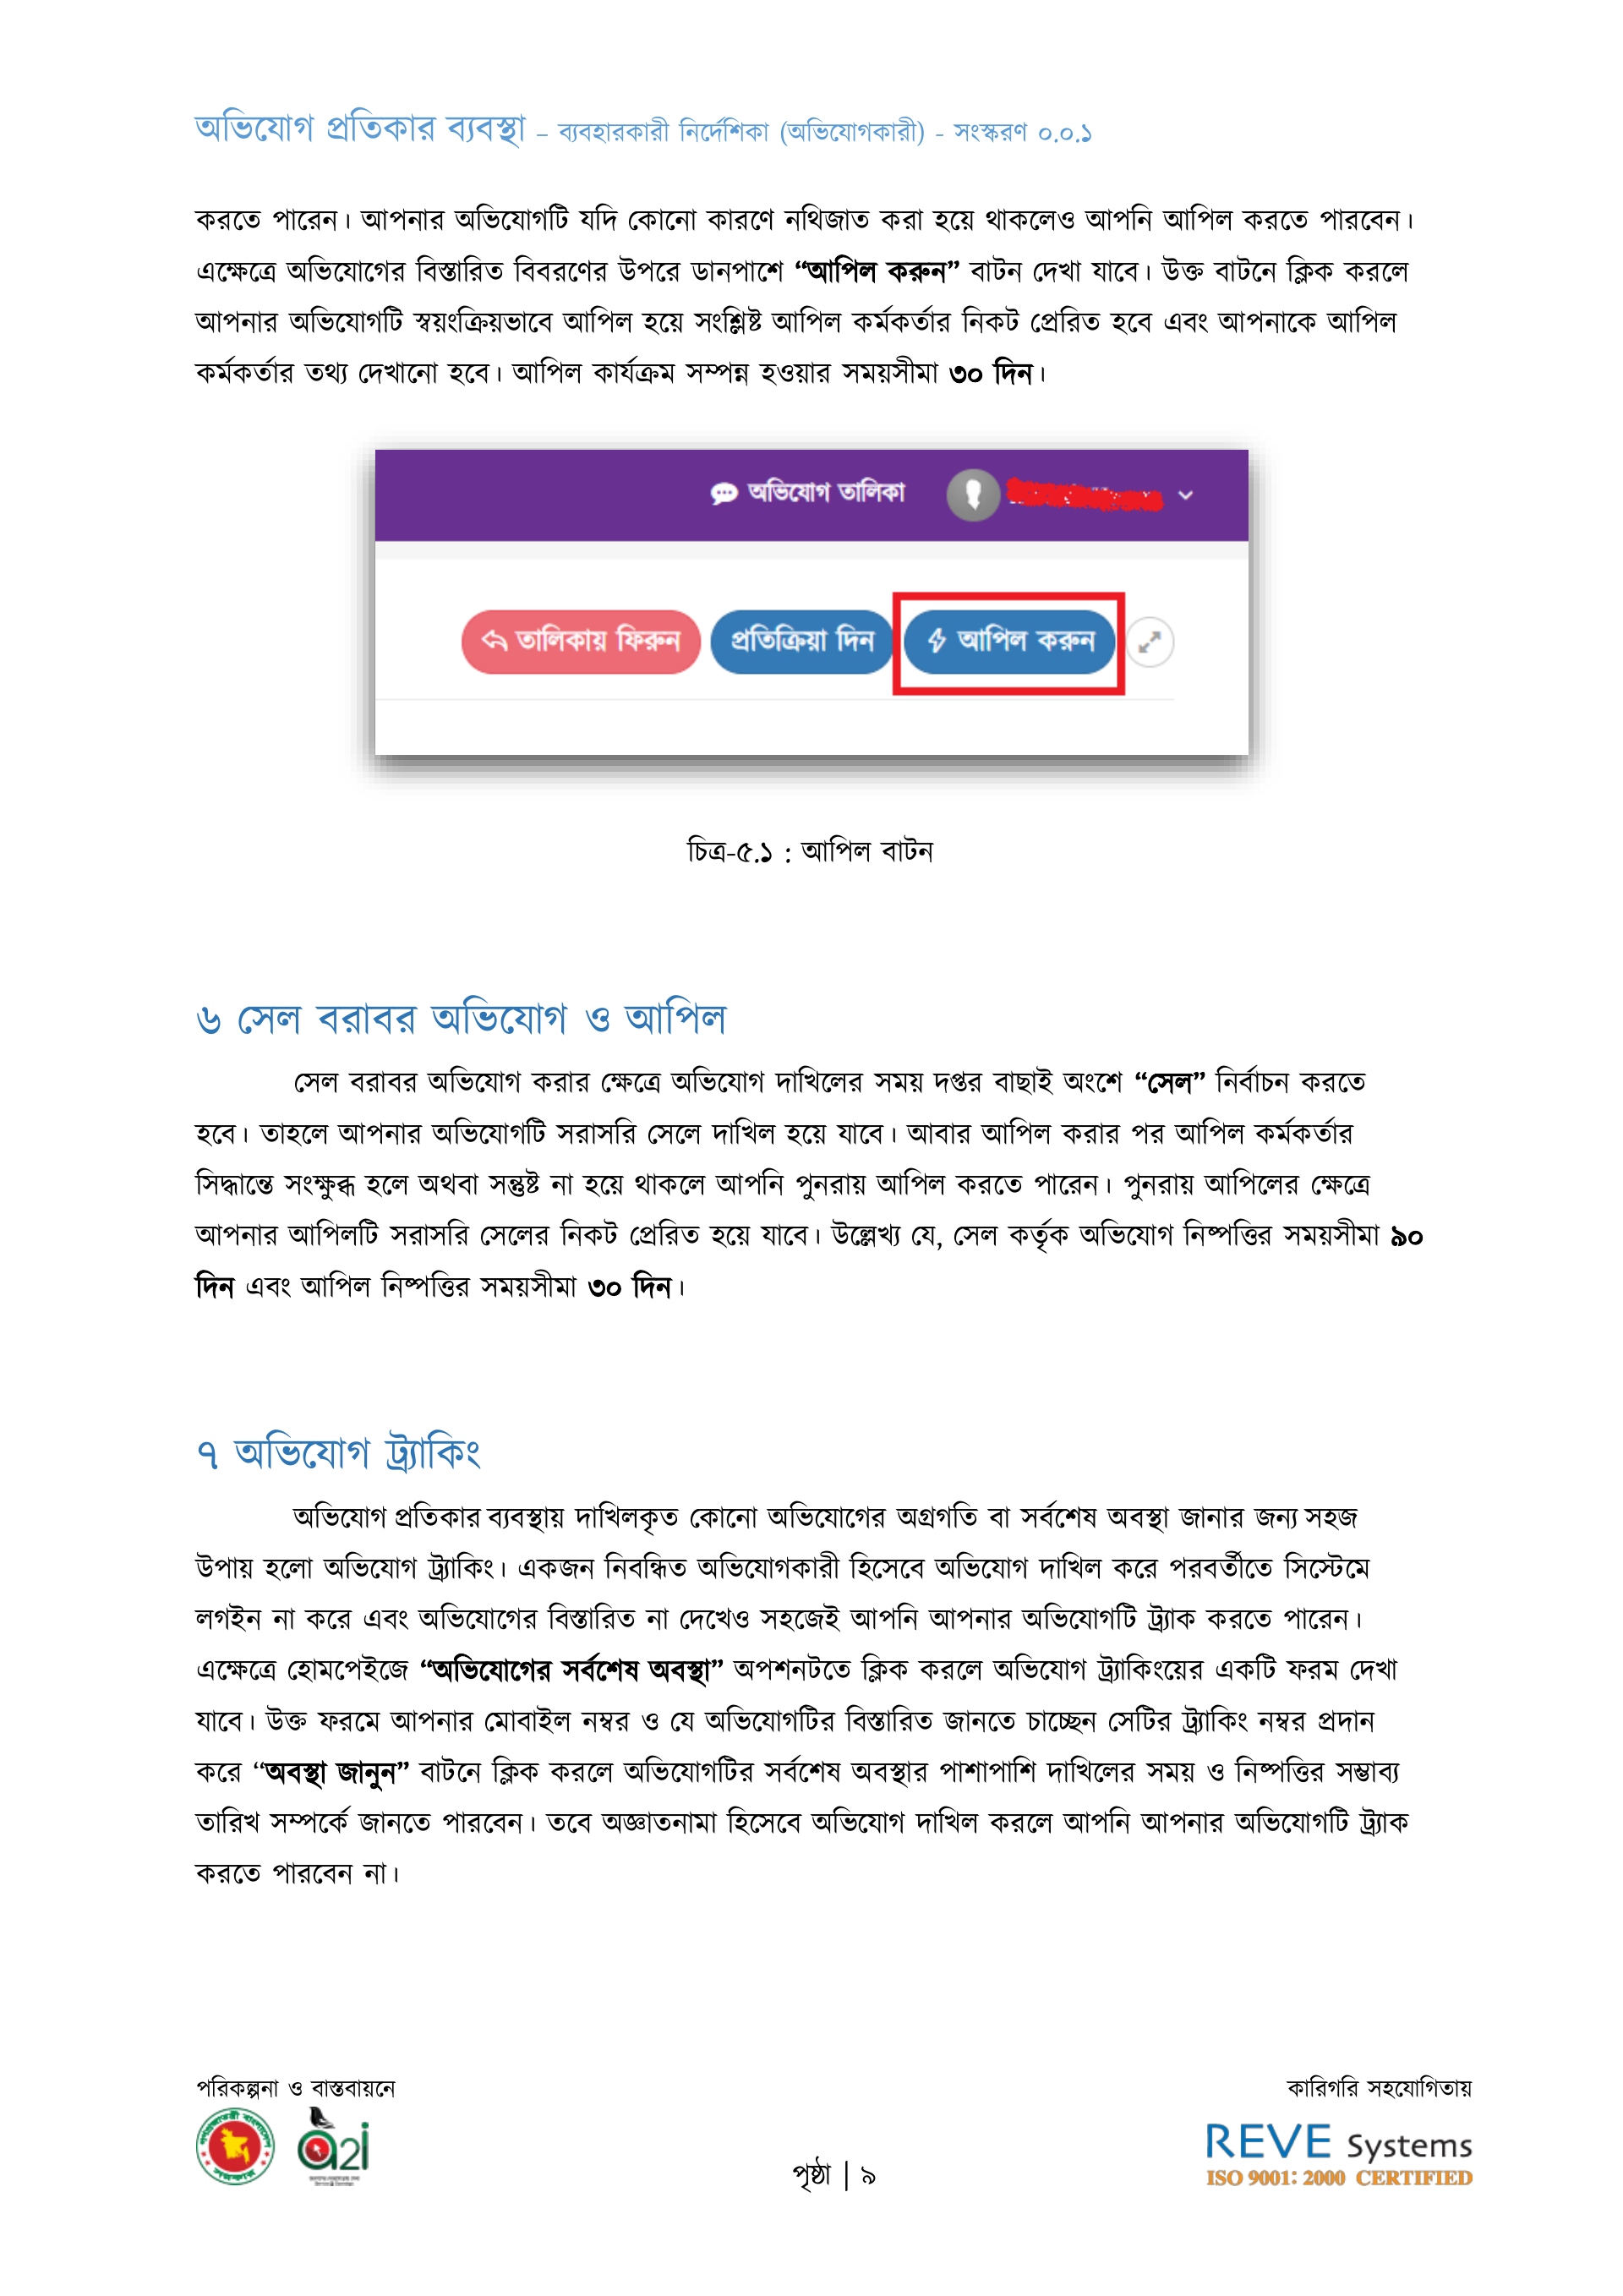 অভিযোগ প্রতিকার ব্যবস্থা – ব্যবহারকারী নির্দেশিকা (অভিযোগকারী) - সংস্করণ ০.০.১
করতে পারেন। আপনার অভিযোগটি যদি কোনো কারণে নথিজাত করা হয়ে থাকলেও আপনি আপিল করতে পারবেন।
এক্ষেত্রে অভিযোগের বিস্তারিত বিবরণের উপরে ডানপাশে “আপিল করুন” বাটন দেখা যাবে। উক্ত বাটনে ক্লিক করলে
আপনার অভিযোগটি স্বয়ংক্রিয়ভাবে আপিল হয়ে সংশ্লিষ্ট আপিল কর্মকর্তার নিকট প্রেরিত হবে এবং আপনাকে আপিল
কর্মকর্তার তথ্য দেখানো হবে। আপিল কার্যক্রম সম্পন্ন হওয়ার সময়সীমা ৩০ দিন।
অভিযোগ তালিকা
তালিকায় ফিরুন প্রতিক্রিয়া দিন আপিল করুন
চিত্র-৫.১ : আপিল বাটন
৬ সেল বরাবর অভিযোগ ও আপিল
সেল বরাবর অভিযোগ করার ক্ষেত্রে অভিযোগ দাখিলের সময় দপ্তর বাছাই অংশে “সেল” নির্বাচন করতে
হবে। তাহলে আপনার অভিযোগটি সরাসরি সেলে দাখিল হয়ে যাবে। আবার আপিল করার পর আপিল কর্মকর্তার
সিদ্ধান্তে সংক্ষুব্ধ হলে অথবা সন্তুষ্ট না হয়ে থাকলে আপনি পুনরায় আপিল করতে পারেন। পুনরায় আপিলের ক্ষেত্রে
আপনার আপিলটি সরাসরি সেলের নিকট প্রেরিত হয়ে যাবে। উল্লেখ্য যে, সেল কর্তৃক অভিযোগ নিষ্পত্তির সময়সীমা ৯০
দিন এবং আপিল নিষ্পত্তির সময়সীমা ৩০ দিন।
৭ অভিযোগ ট্র্যাকিং
অভিযোগ প্রতিকার ব্যবস্থায় দাখিলকৃত কোনো অভিযোগের অগ্রগতি বা সর্বশেষ অবস্থা জানার জন্য সহজ
উপায় হলো অভিযোগ ট্র্যাকিং। একজন নিবন্ধিত অভিযোগকারী হিসেবে অভিযোগ দাখিল করে পরবর্তীতে সিস্টেমে
লগইন না করে এবং অভিযোগের বিস্তারিত না দেখেও সহজেই আপনি আপনার অভিযোগটি ট্র্যাক করতে পারেন।
এক্ষেত্রে হোমপেইজে “অভিযোগের সর্বশেষ অবস্থা” অপশনটতে ক্লিক করলে অভিযোগ ট্র্যাকিংয়ের একটি ফরম দেখা
যাবে। উক্ত ফরমে আপনার মোবাইল নম্বর ও যে অভিযোগটির বিস্তারিত জানতে চাচ্ছেন সেটির ট্র্যাকিং নম্বর প্রদান
করে “অবস্থা জানুন” বাটনে ক্লিক করলে অভিযোগটির সর্বশেষ অবস্থার পাশাপাশি দাখিলের সময় ও নিষ্পত্তির সম্ভাব্য
তারিখ সম্পর্কে জানতে পারবেন। তবে অজ্ঞাতনামা হিসেবে অভিযোগ দাখিল করলে আপনি আপনার অভিযোগটি ট্র্যাক
করতে পারবেন না।
পরিকল্পনা ও বাস্তবায়নে
কারিগরি সহযোগিতায়
a2i
REVE Systems
ISO 9001: 2000 CERTIFIED
পৃষ্ঠা | ৯